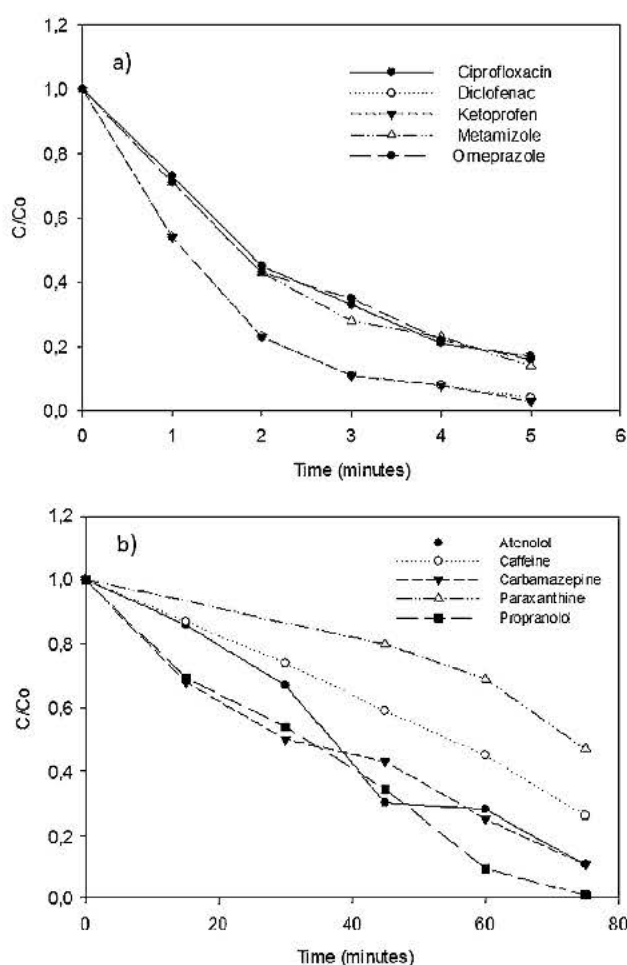 a)
Ciprofloxacin
Diclofenac
Ketoprofen
Metamizole
Omeprazole
C/Co
1,2
1,0
0,8
0,6
0,4
0,2
0,0
0 1 2 3 4 5 6
Time (minutes)
b)
Atenolol
Caffeine
Carbamazepine
Paraxanthine
Propranolol
C/Co
1,2
1,0
0,8
0,6
0,4
0,2
0,0
0 20 40 60 80
Time (minutes)